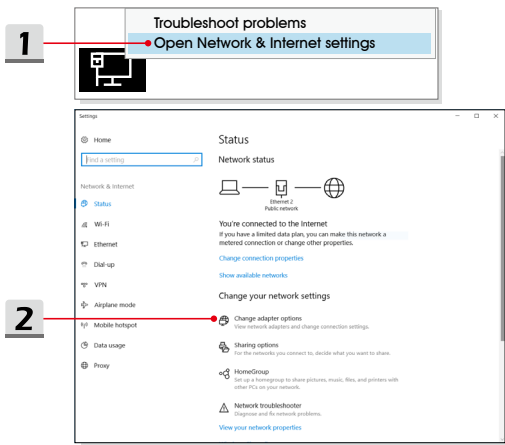 Troubleshoot problems
1
Open Network & Internet settings
Settings
Home
Status
Find a setting
Network status
Network & Internet
Status
Ethernet 2
Public network
Wi-Fi
You're connected to the Internet
If you have a limited data plan, you can make this network a
metered connection or change other properties.
Ethernet
Dial-up
Change connection properties
VPN
Show available networks
Airplane mode
Change your network settings
2
Mobile hotspot
Change adapter options
View network adapters and change connection settings.
Data usage
Sharing options
For the networks you connect to, decide what you want to share.
Proxy
HomeGroup
Set up a homegroup to share pictures, music, files, and printers with
other PCs on your network.
Network troubleshooter
Diagnose and fix network problems.
View your network properties